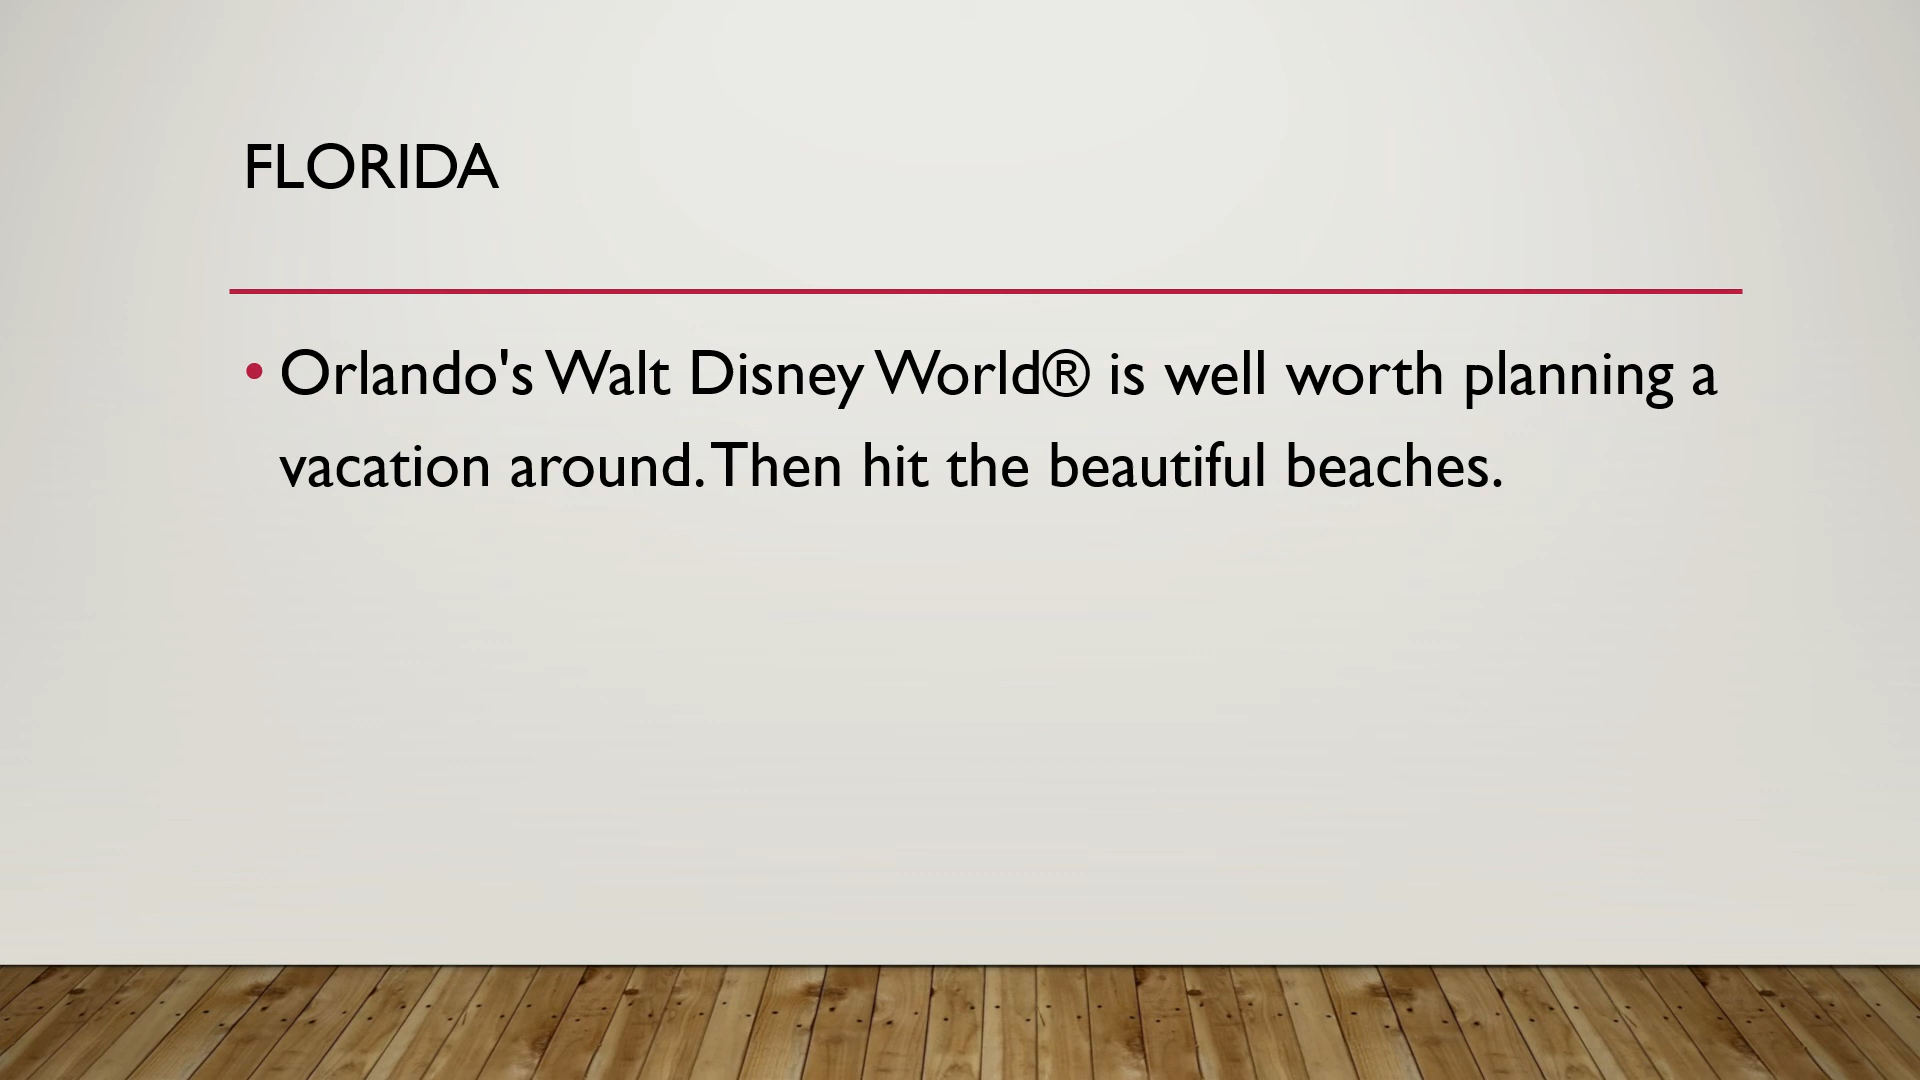 FLORIDA
• Orlando's Walt Disney World® is well worth planning a
vacation around. Then hit the beautiful beaches.